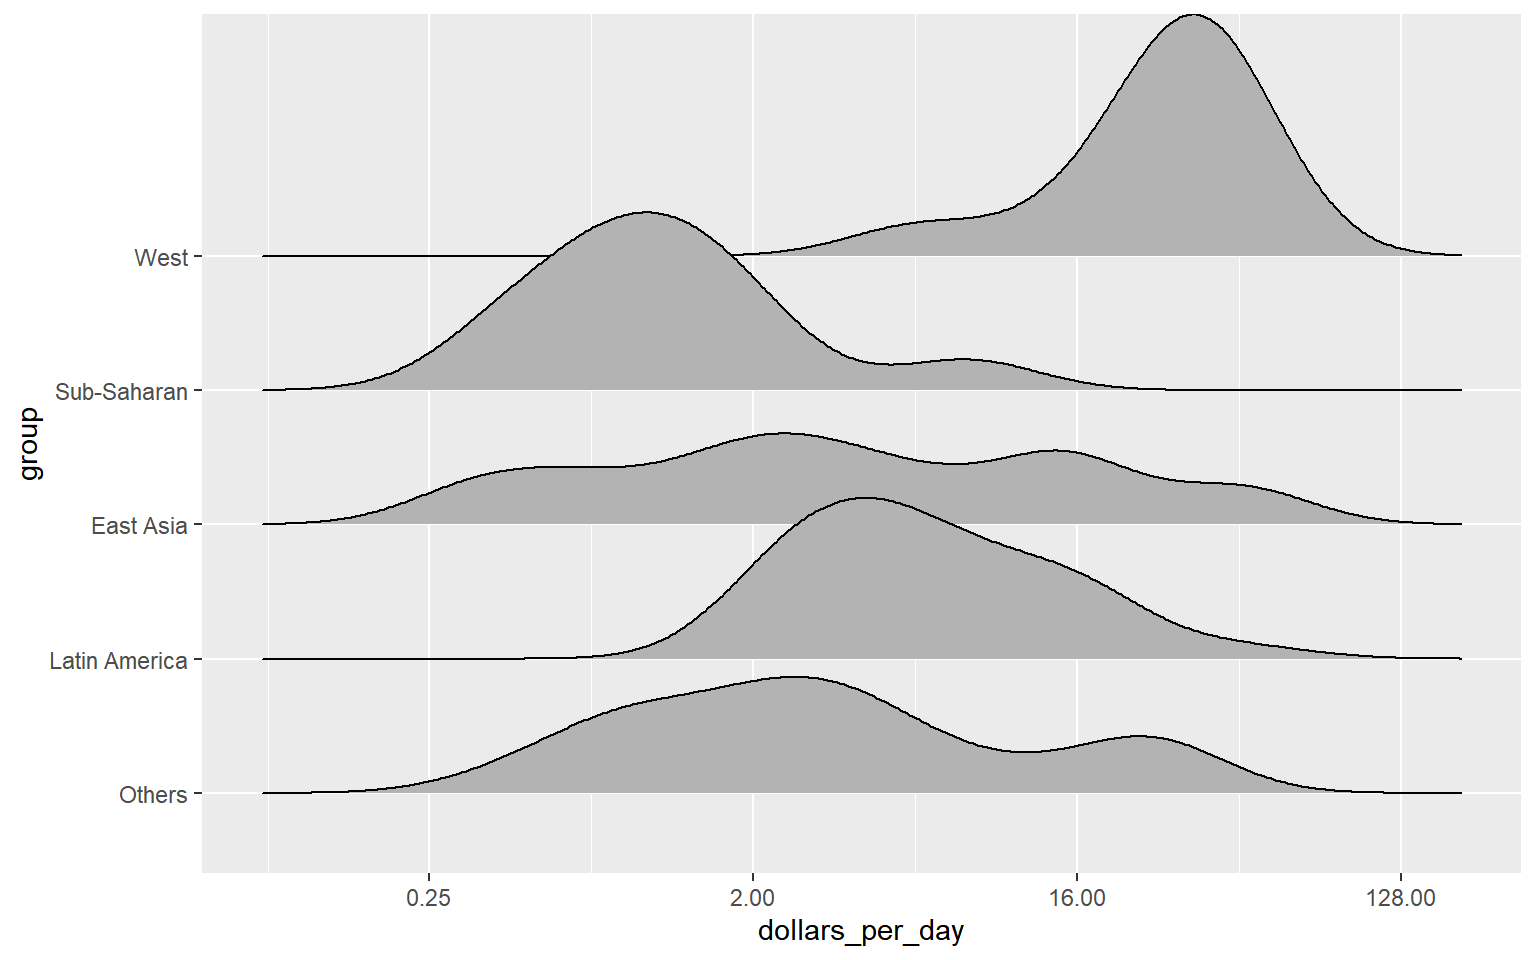 group
West
Sub-Saharan
East Asia
Latin America
Others
0.25 2.00 16.00 128.00
dollars_per_day